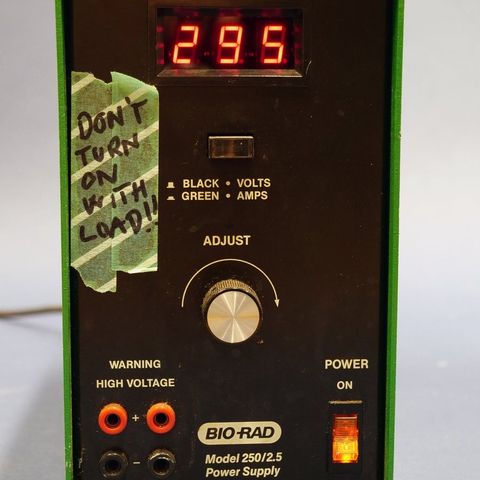 295
DON'T
TURN
ON
WITH
LOAD!!
BLACK • VOLTS
GREEN • AMPS
ADJUST
WARNING
HIGH VOLTAGE
POWER
ON
+
−
BIO-RAD
Model 250/2.5
Power Supply